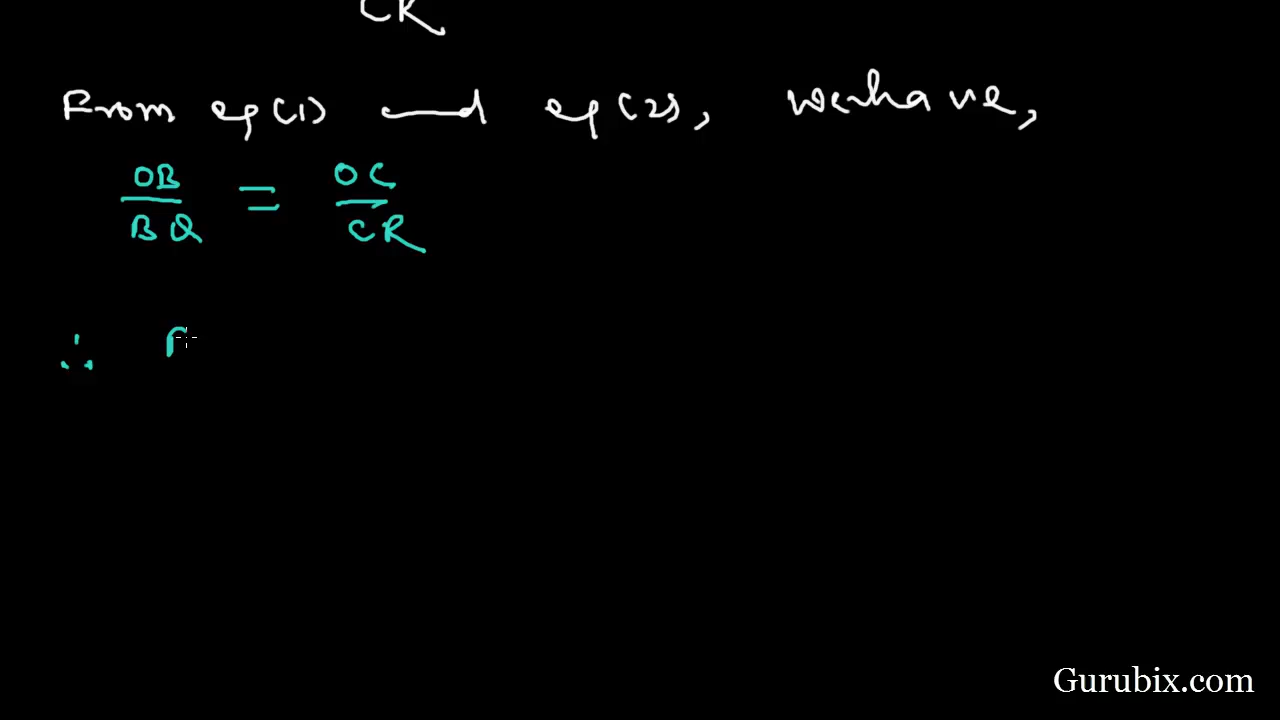 CR
From eq(1) and eq(2), we have,
OB/BQ = OC/CR
∴
Gurubix.com